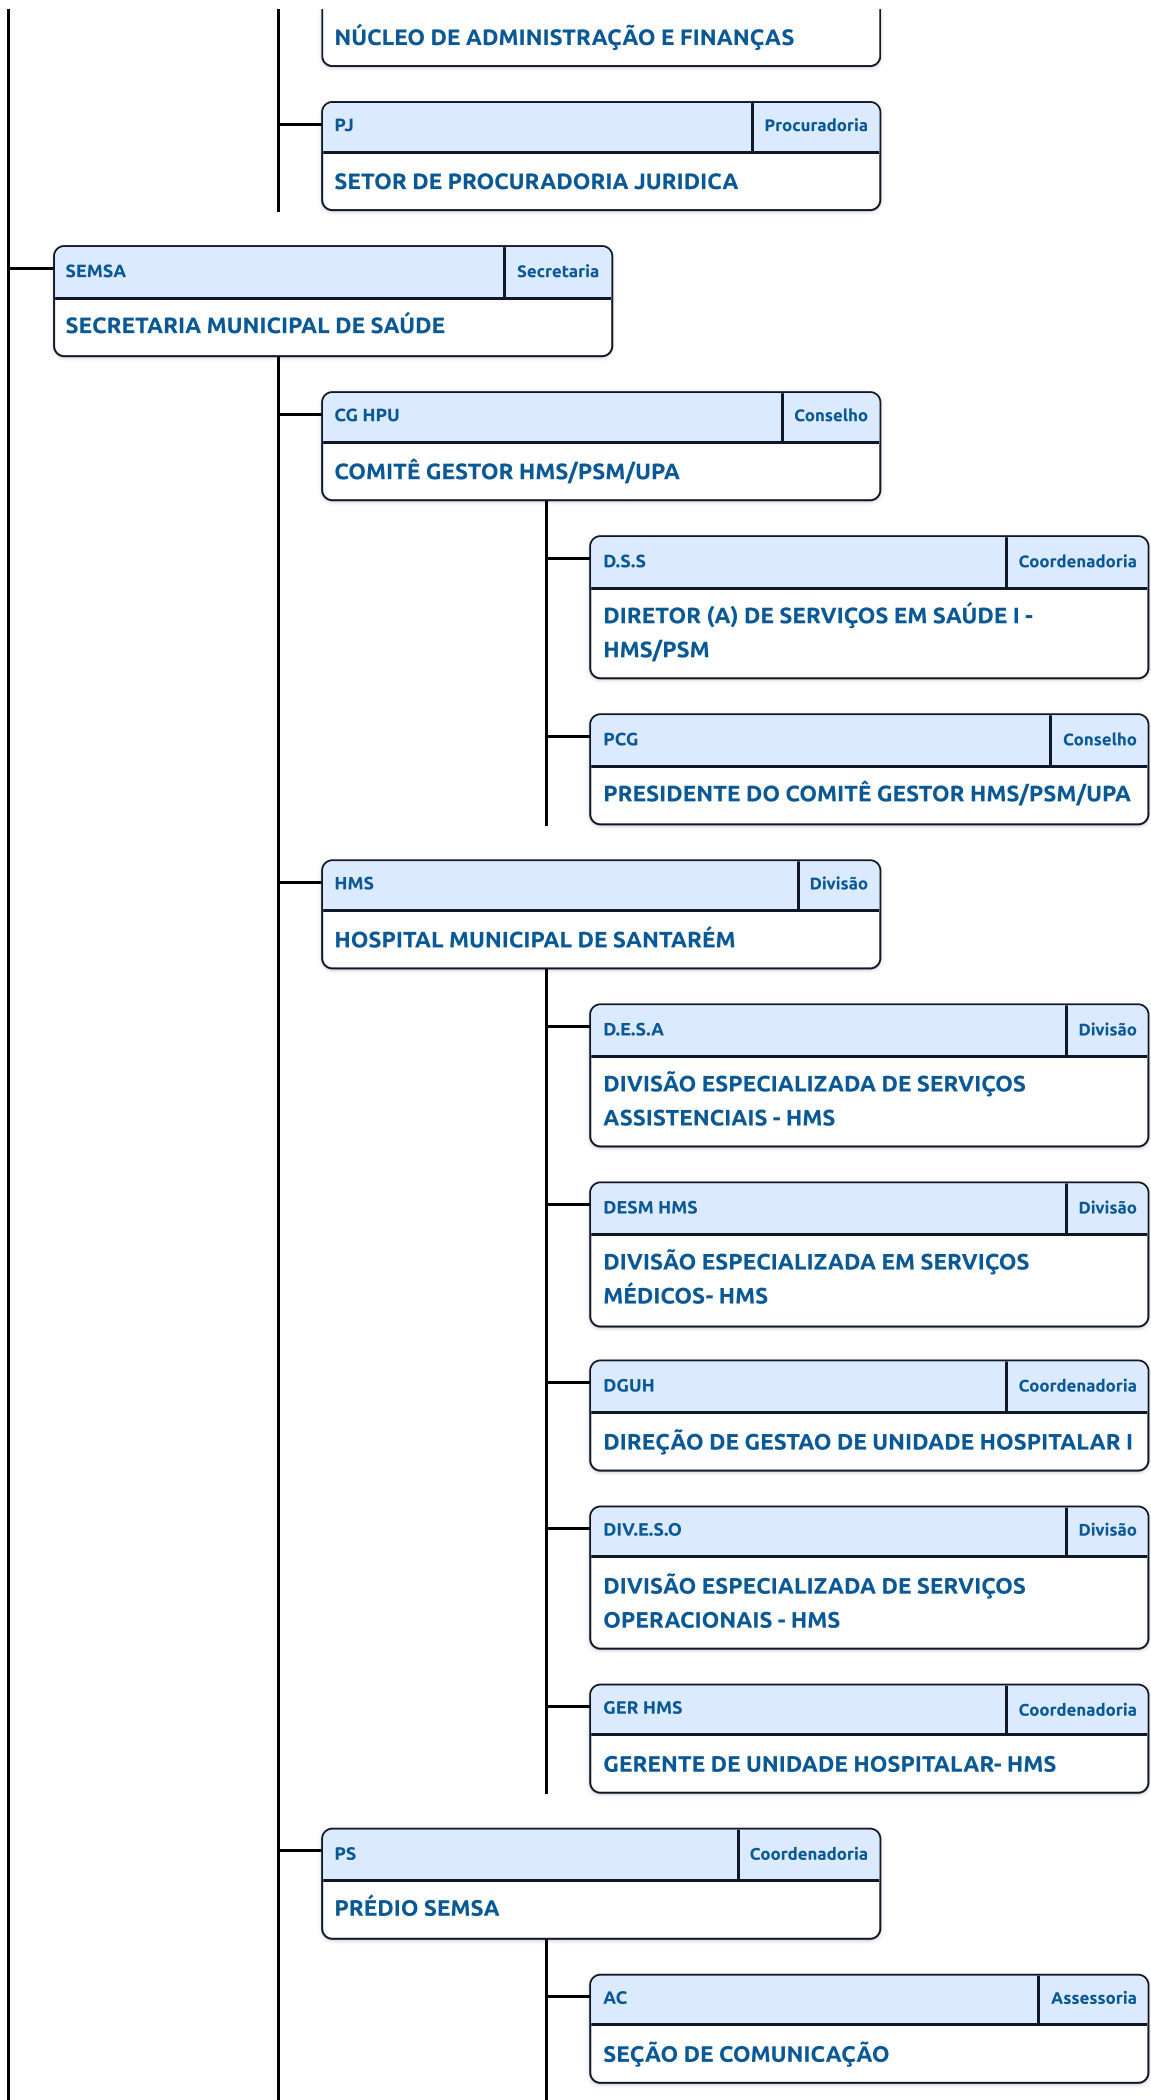 NÚCLEO DE ADMINISTRAÇÃO E FINANÇAS
PJ Procuradoria
SETOR DE PROCURADORIA JURIDICA
SEMSA Secretaria
SECRETARIA MUNICIPAL DE SAÚDE
CG HPU Conselho
COMITÊ GESTOR HMS/PSM/UPA
D.S.S Coordenadoria
DIRETOR (A) DE SERVIÇOS EM SAÚDE I -
HMS/PSM
PCG Conselho
PRESIDENTE DO COMITÊ GESTOR HMS/PSM/UPA
HMS Divisão
HOSPITAL MUNICIPAL DE SANTARÉM
D.E.S.A Divisão
DIVISÃO ESPECIALIZADA DE SERVIÇOS
ASSISTENCIAIS - HMS
DESM HMS Divisão
DIVISÃO ESPECIALIZADA EM SERVIÇOS
MÉDICOS- HMS
DGUH Coordenadoria
DIREÇÃO DE GESTAO DE UNIDADE HOSPITALAR I
DIV.E.S.O Divisão
DIVISÃO ESPECIALIZADA DE SERVIÇOS
OPERACIONAIS - HMS
GER HMS Coordenadoria
GERENTE DE UNIDADE HOSPITALAR- HMS
PS Coordenadoria
PRÉDIO SEMSA
AC Assessoria
SEÇÃO DE COMUNICAÇÃO